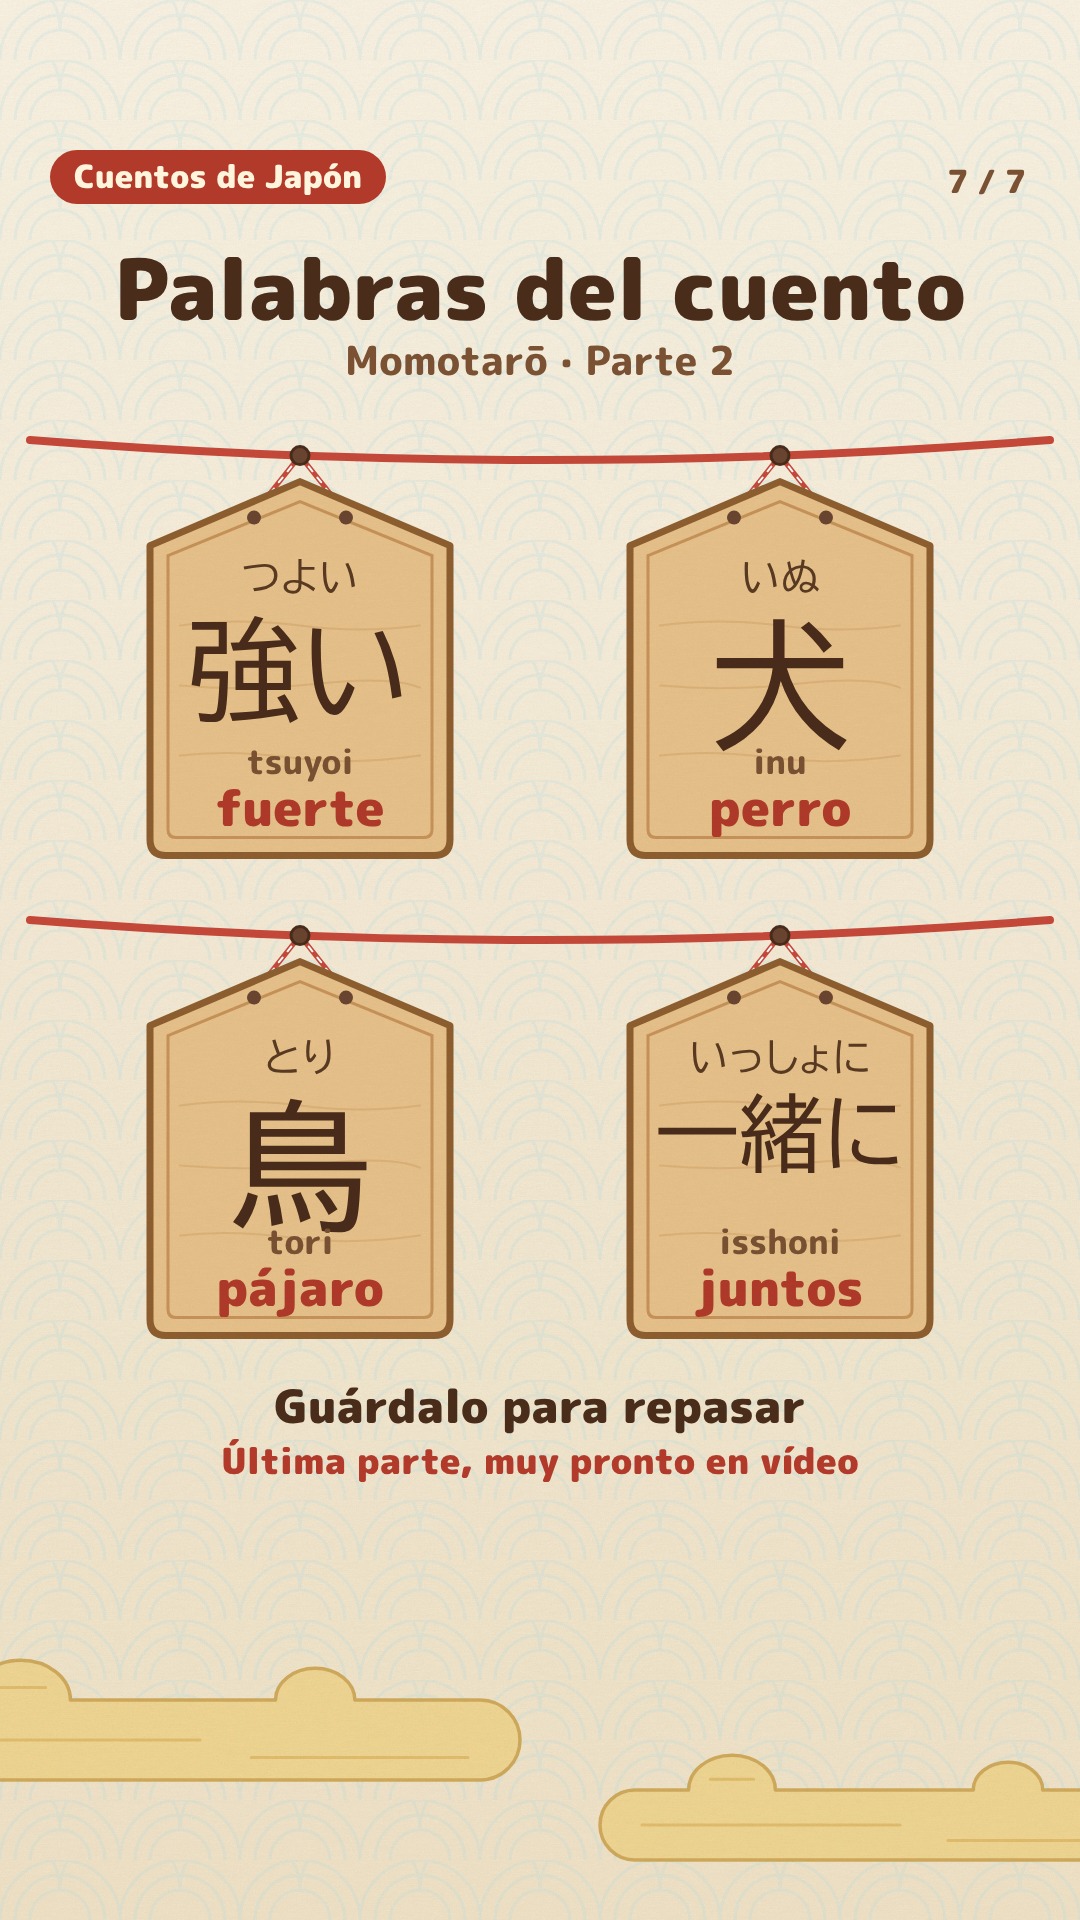 Cuentos de Japón
7 / 7
Palabras del cuento
Momotarō · Parte 2
つよい
強い
tsuyoi
fuerte
いぬ
犬
inu
perro
とり
鳥
tori
pájaro
いっしょに
一緒に
isshoni
juntos
Guárdalo para repasar
Última parte, muy pronto en vídeo